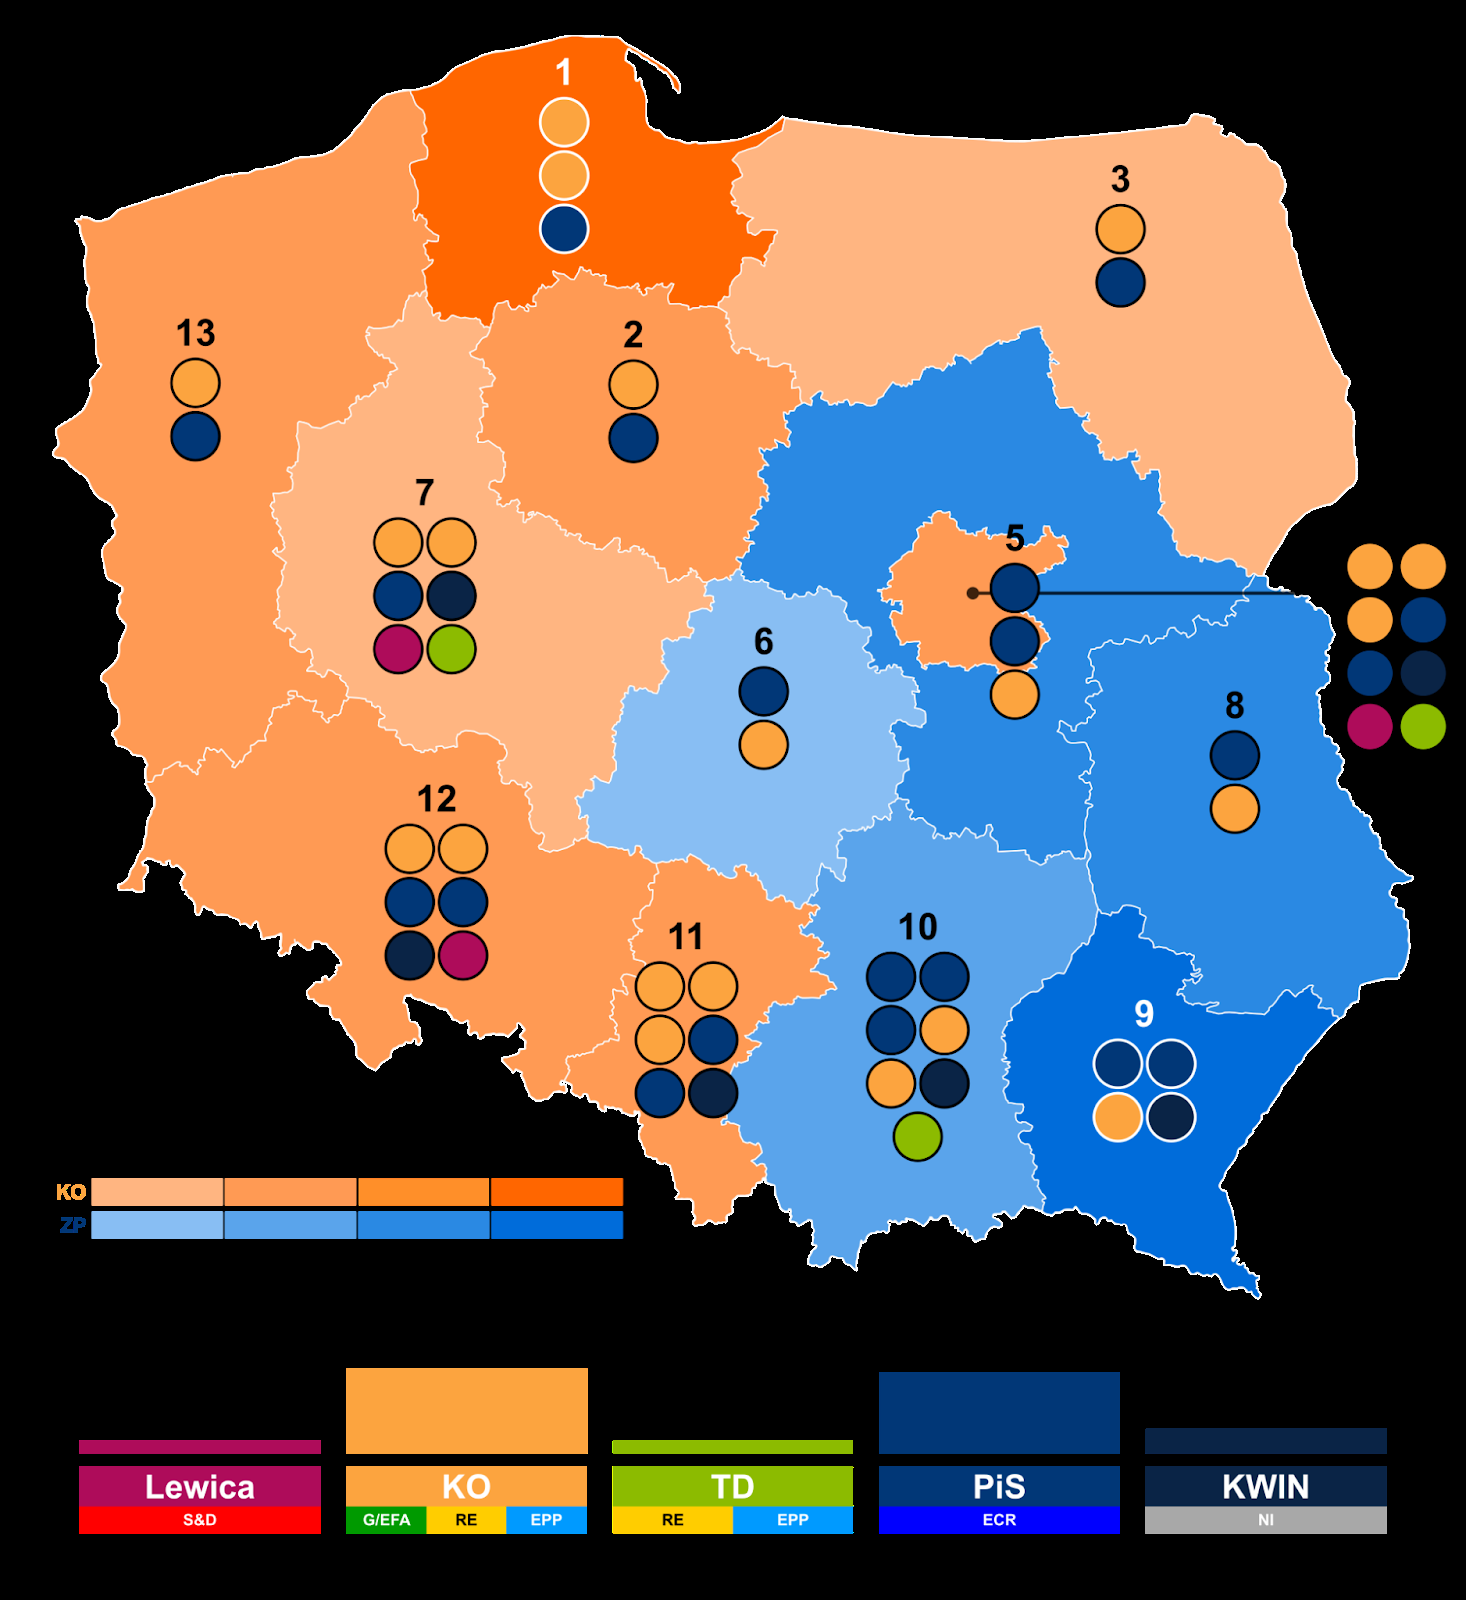 1
3
13
2
7
5
6
8
12
11
10
9
KO
ZP
Lewica
KO
TD
PiS
KWIN
S&D
G/EFA
RE
EPP
RE
EPP
ECR
NI